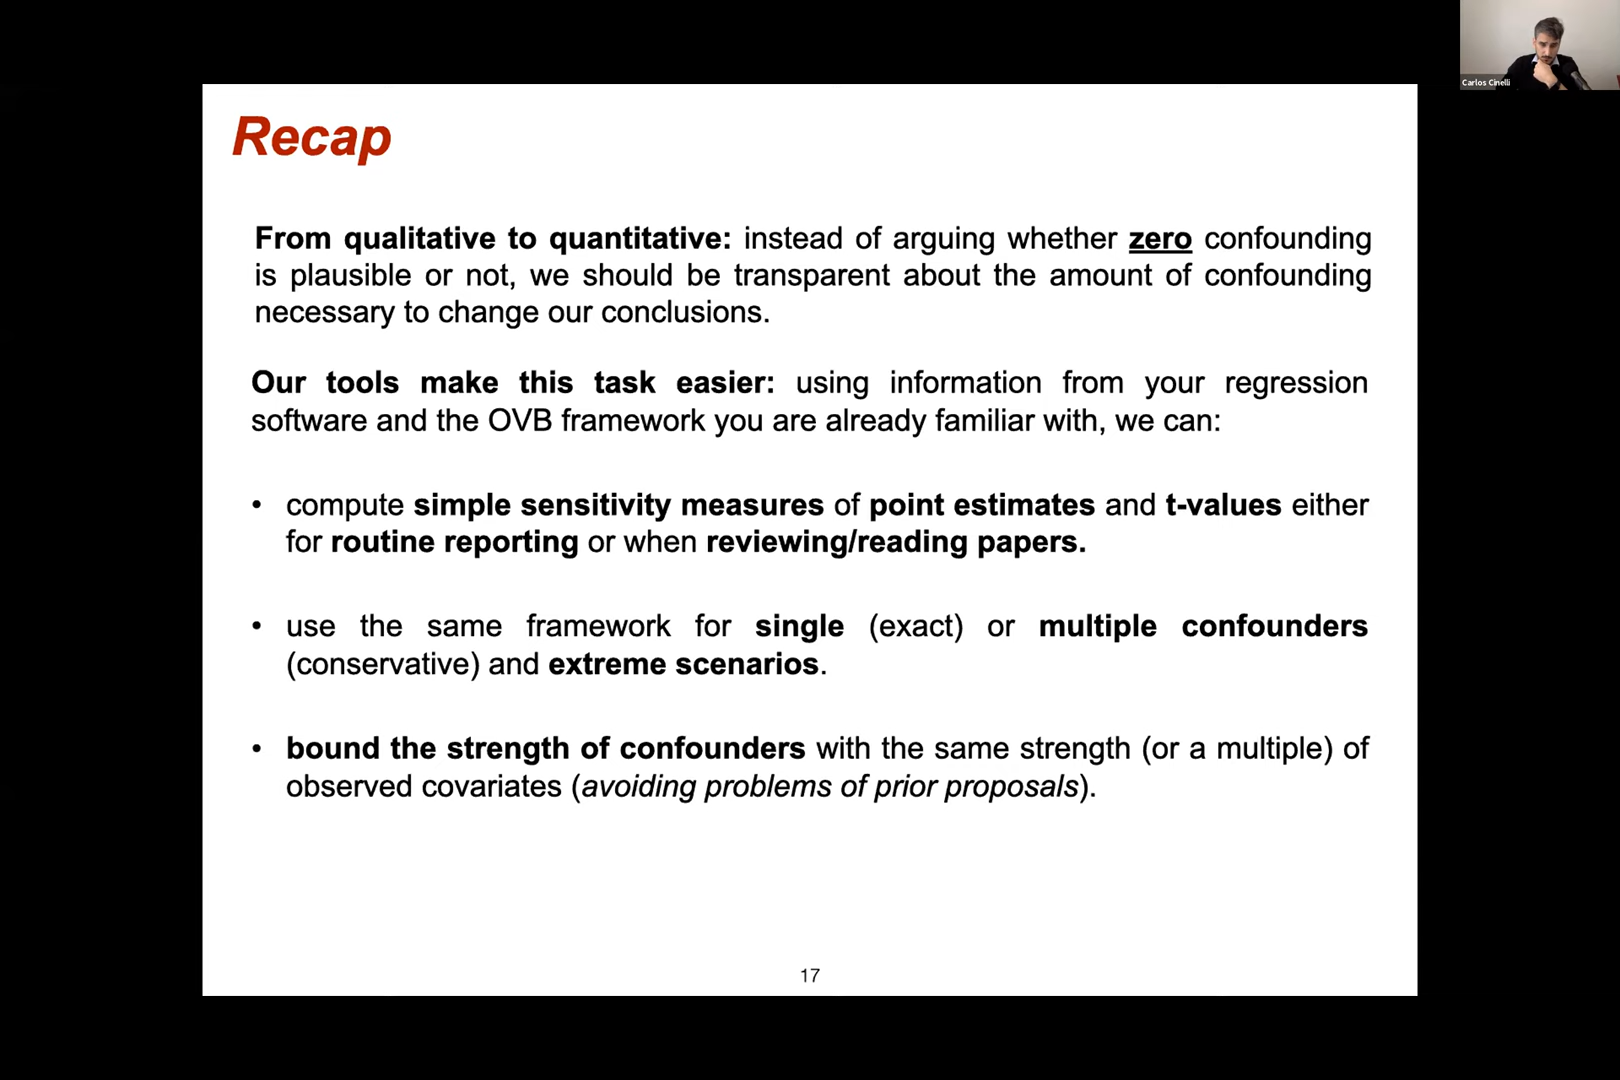 Carlos Cinelli
Recap
From qualitative to quantitative: instead of arguing whether zero confounding
is plausible or not, we should be transparent about the amount of confounding
necessary to change our conclusions.
Our tools make this task easier: using information from your regression
software and the OVB framework you are already familiar with, we can:
• compute simple sensitivity measures of point estimates and t-values either
for routine reporting or when reviewing/reading papers.
• use the same framework for single (exact) or multiple confounders
(conservative) and extreme scenarios.
• bound the strength of confounders with the same strength (or a multiple) of
observed covariates (avoiding problems of prior proposals).
17